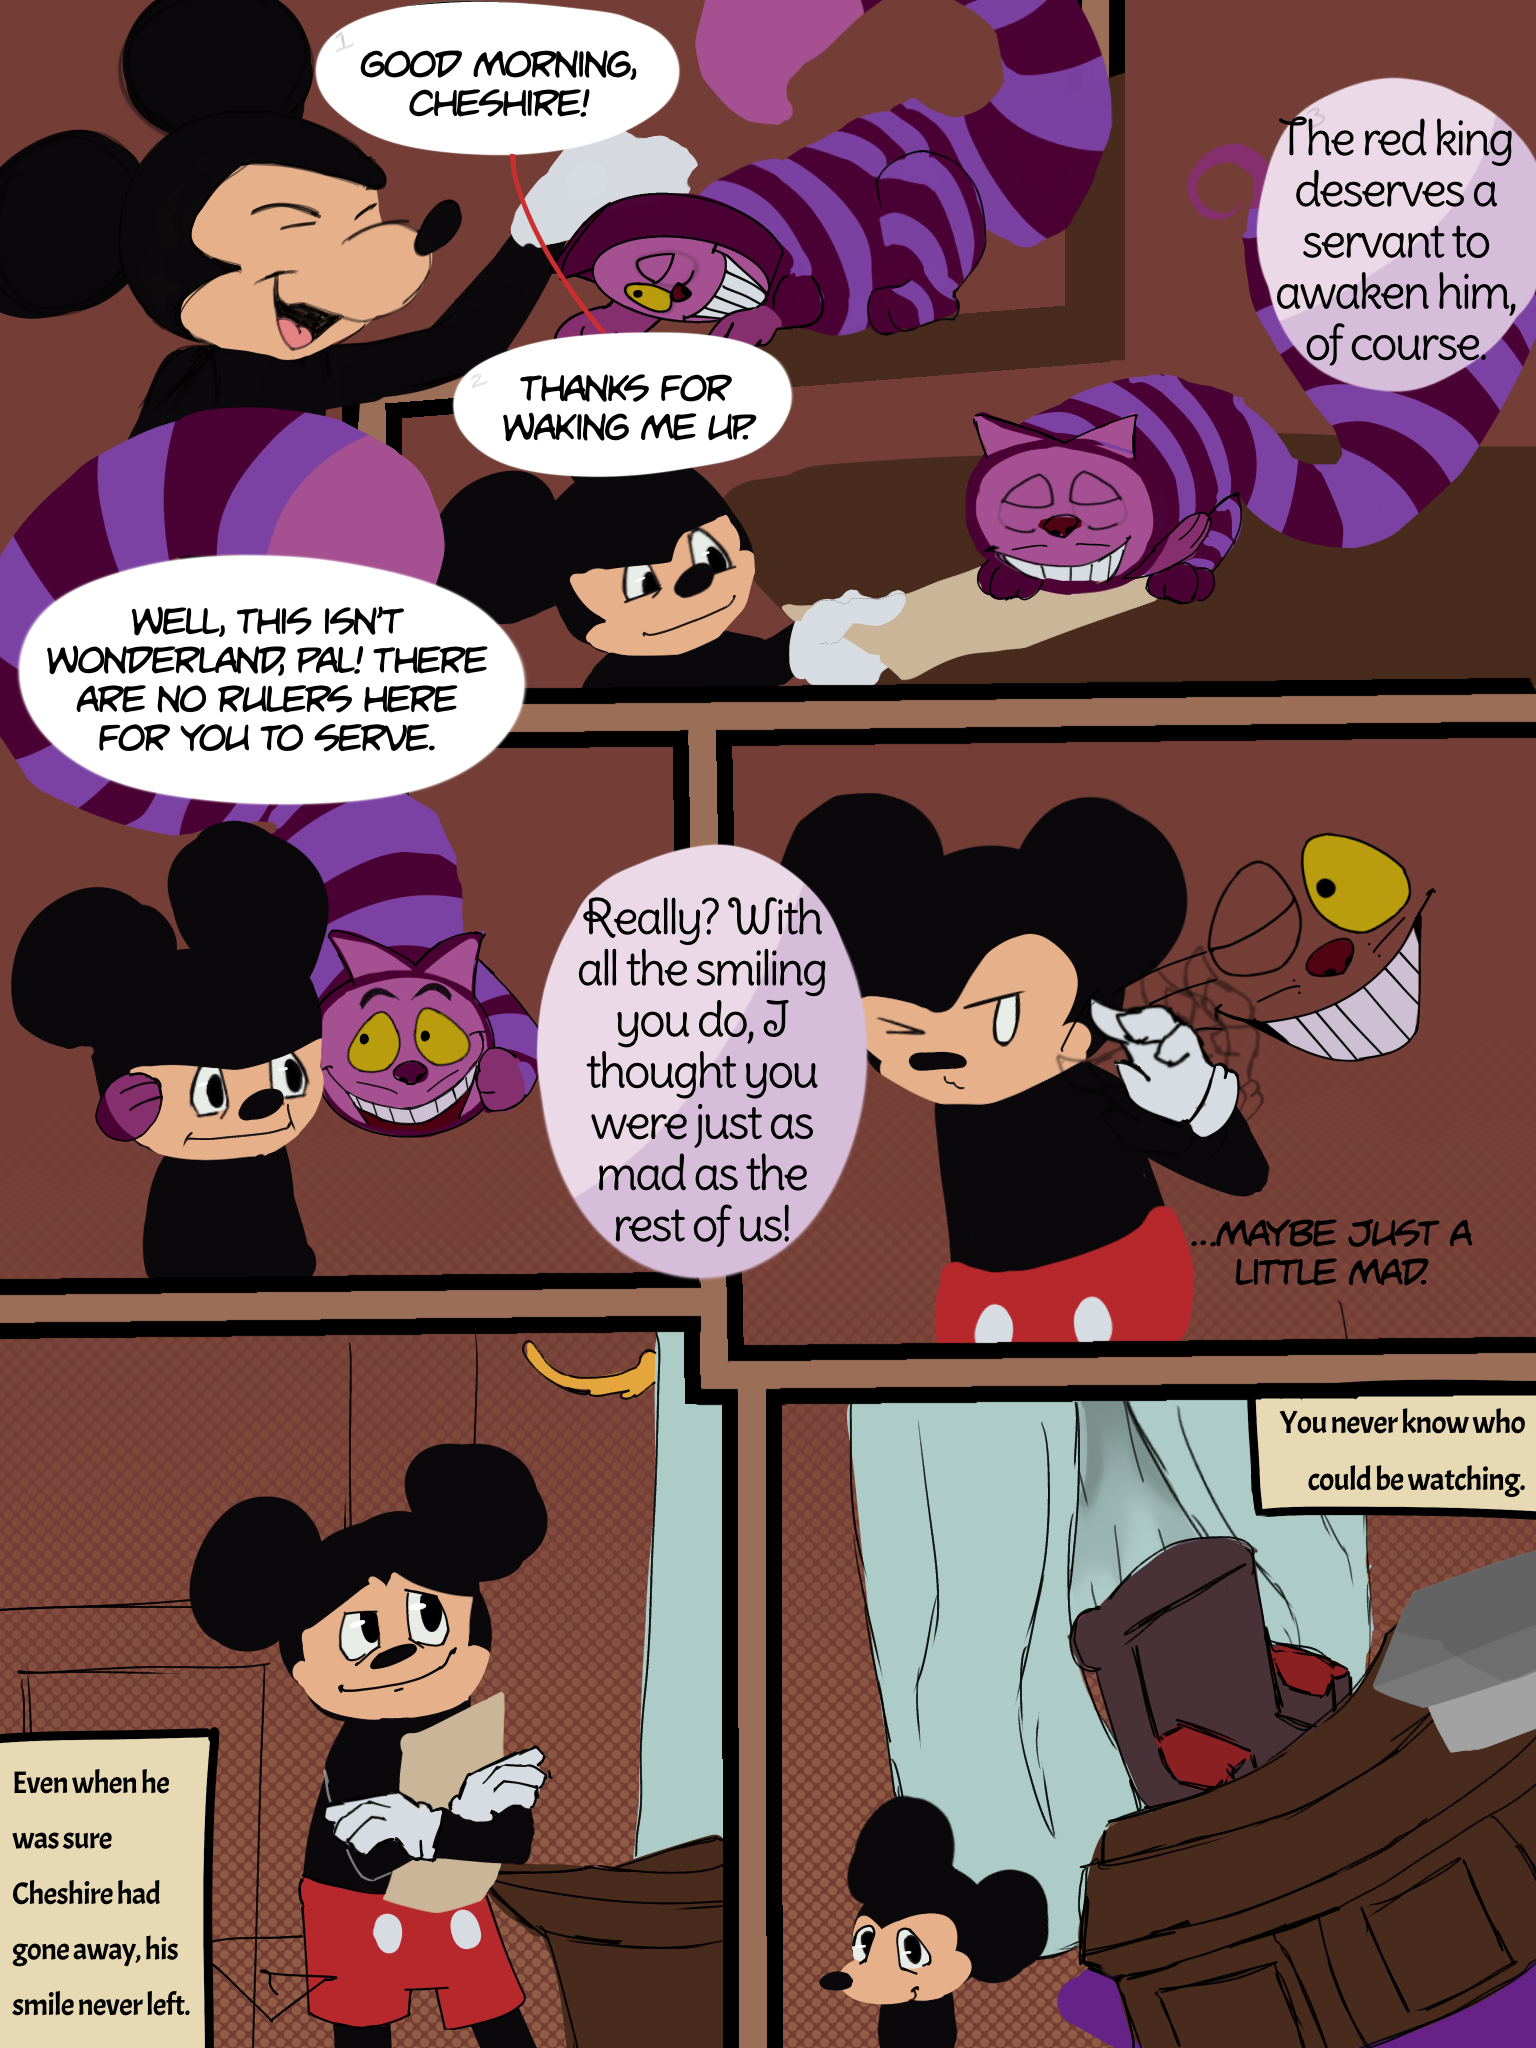 1
GOOD MORNING,
CHESHIRE!
2
THANKS FOR
WAKING ME UP.
3
The red king
deserves a
servant to
awaken him,
of course.
WELL, THIS ISN'T
WONDERLAND, PAL! THERE
ARE NO RULERS HERE
FOR YOU TO SERVE.
Really? With
all the smiling
you do, I
thought you
were just as
mad as the
rest of us!
...MAYBE JUST A
LITTLE MAD.
Even when he
was sure
Cheshire had
gone away, his
smile never left.
You never know who
could be watching.